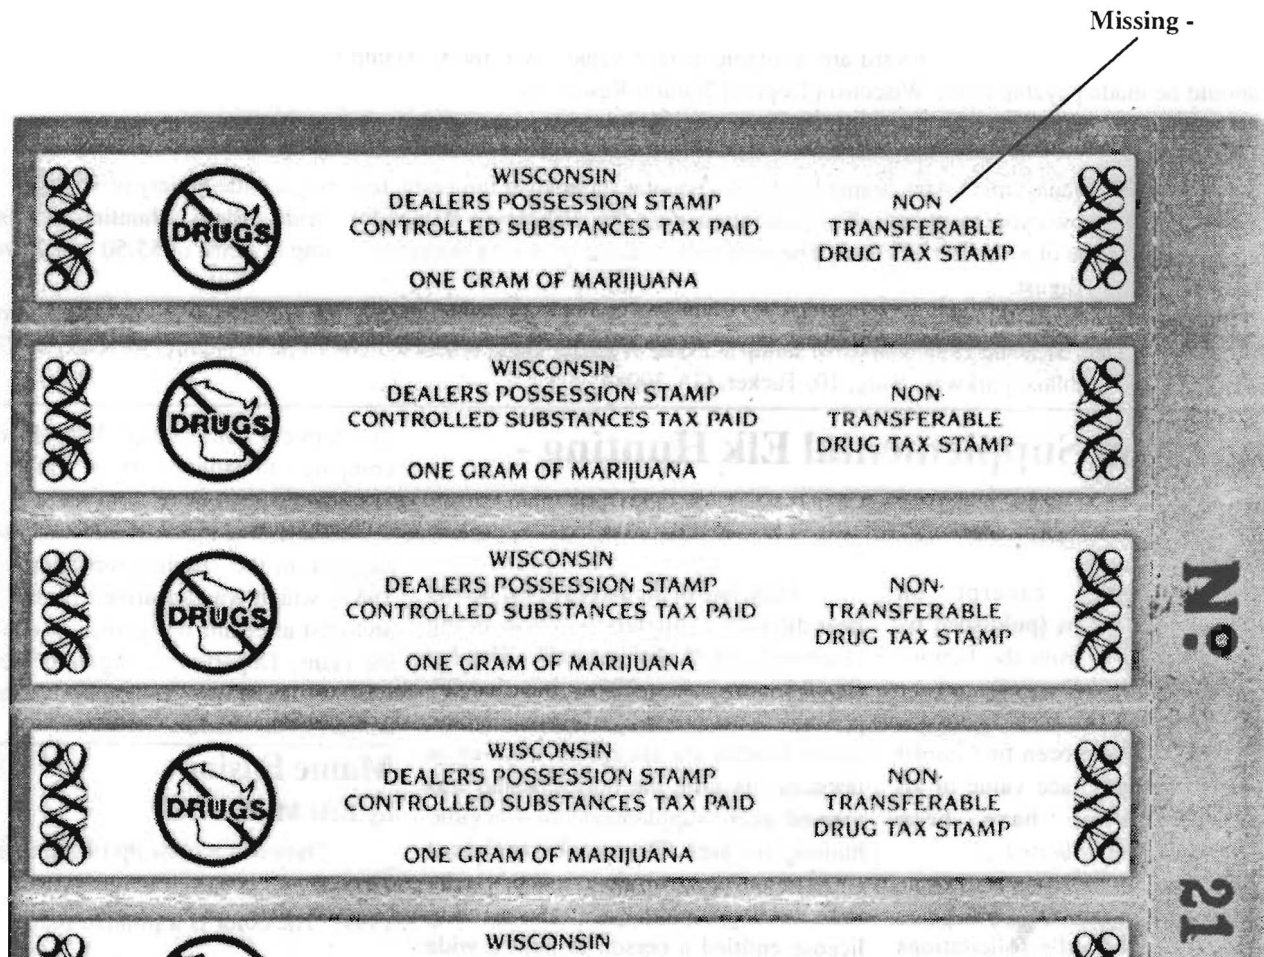 Missing -
WISCONSIN
DEALERS POSSESSION STAMP
CONTROLLED SUBSTANCES TAX PAID
ONE GRAM OF MARIJUANA
DRUGS
NON
TRANSFERABLE
DRUG TAX STAMP
WISCONSIN
DEALERS POSSESSION STAMP
CONTROLLED SUBSTANCES TAX PAID
ONE GRAM OF MARIJUANA
DRUGS
NON-
TRANSFERABLE
DRUG TAX STAMP
WISCONSIN
DEALERS POSSESSION STAMP
CONTROLLED SUBSTANCES TAX PAID
ONE GRAM OF MARIJUANA
DRUGS
NON-
TRANSFERABLE
DRUG TAX STAMP
WISCONSIN
DEALERS POSSESSION STAMP
CONTROLLED SUBSTANCES TAX PAID
ONE GRAM OF MARIJUANA
DRUGS
NON-
TRANSFERABLE
DRUG TAX STAMP
WISCONSIN
Nº 21